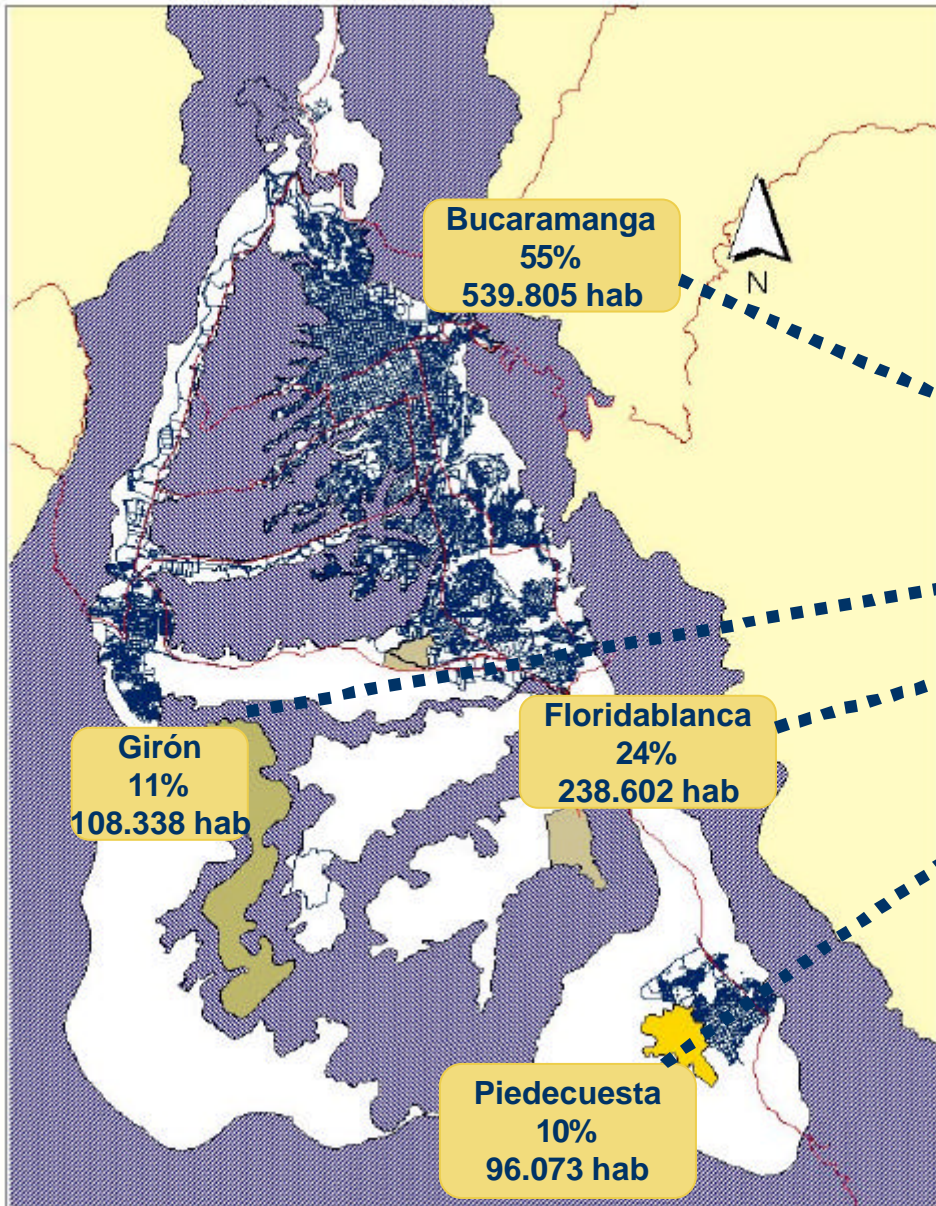 Bucaramanga
55%
539.805 hab
N
Floridablanca
24%
238.602 hab
Girón
11%
108.338 hab
Piedecuesta
10%
96.073 hab